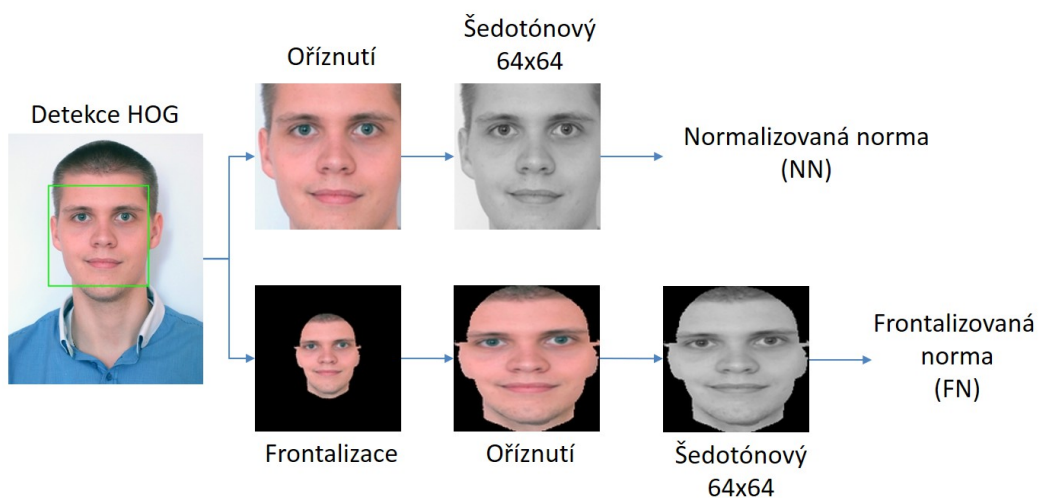 Detekce HOG
Oříznutí
Šedotónový
64x64
Normalizovaná norma
(NN)
Frontalizace
Oříznutí
Šedotónový
64x64
Frontalizovaná
norma
(FN)